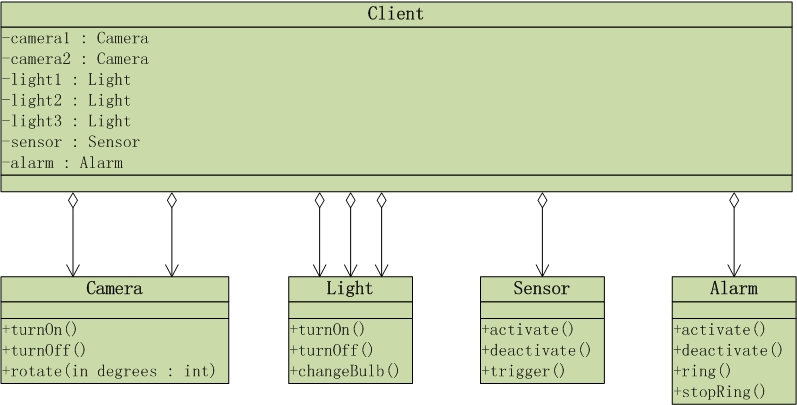 Client
-camera1 : Camera
-camera2 : Camera
-light1 : Light
-light2 : Light
-light3 : Light
-sensor : Sensor
-alarm : Alarm
Camera
+turnOn()
+turnOff()
+rotate(in degrees : int)
Light
+turnOn()
+turnOff()
+changeBulb()
Sensor
+activate()
+deactivate()
+trigger()
Alarm
+activate()
+deactivate()
+ring()
+stopRing()